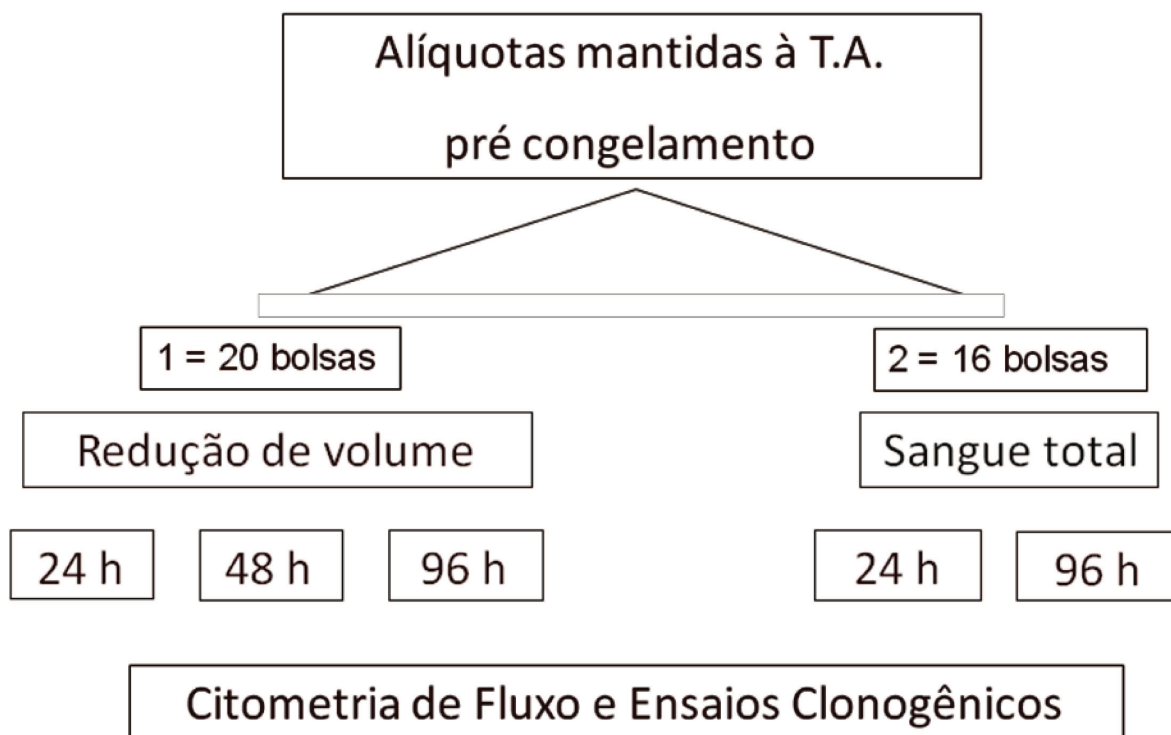 Alíquotas mantidas à T.A.
pré congelamento
1 = 20 bolsas
2 = 16 bolsas
Redução de volume
Sangue total
24 h
48 h
96 h
24 h
96 h
Citometria de Fluxo e Ensaios Clonogênicos